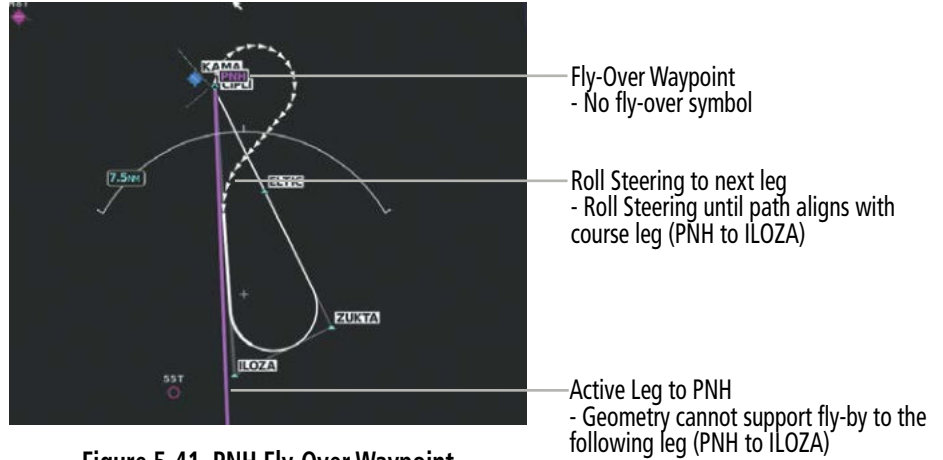 KAMA
PNH
7.5NM
ELTIC
ZUKTA
ILOZA
SST
Fly-Over Waypoint
- No fly-over symbol
Roll Steering to next leg
- Roll Steering until path aligns with
course leg (PNH to ILOZA)
Active Leg to PNH
- Geometry cannot support fly-by to the
following leg (PNH to ILOZA)
Figure 5-41 PNH Fly-Over Waypoint